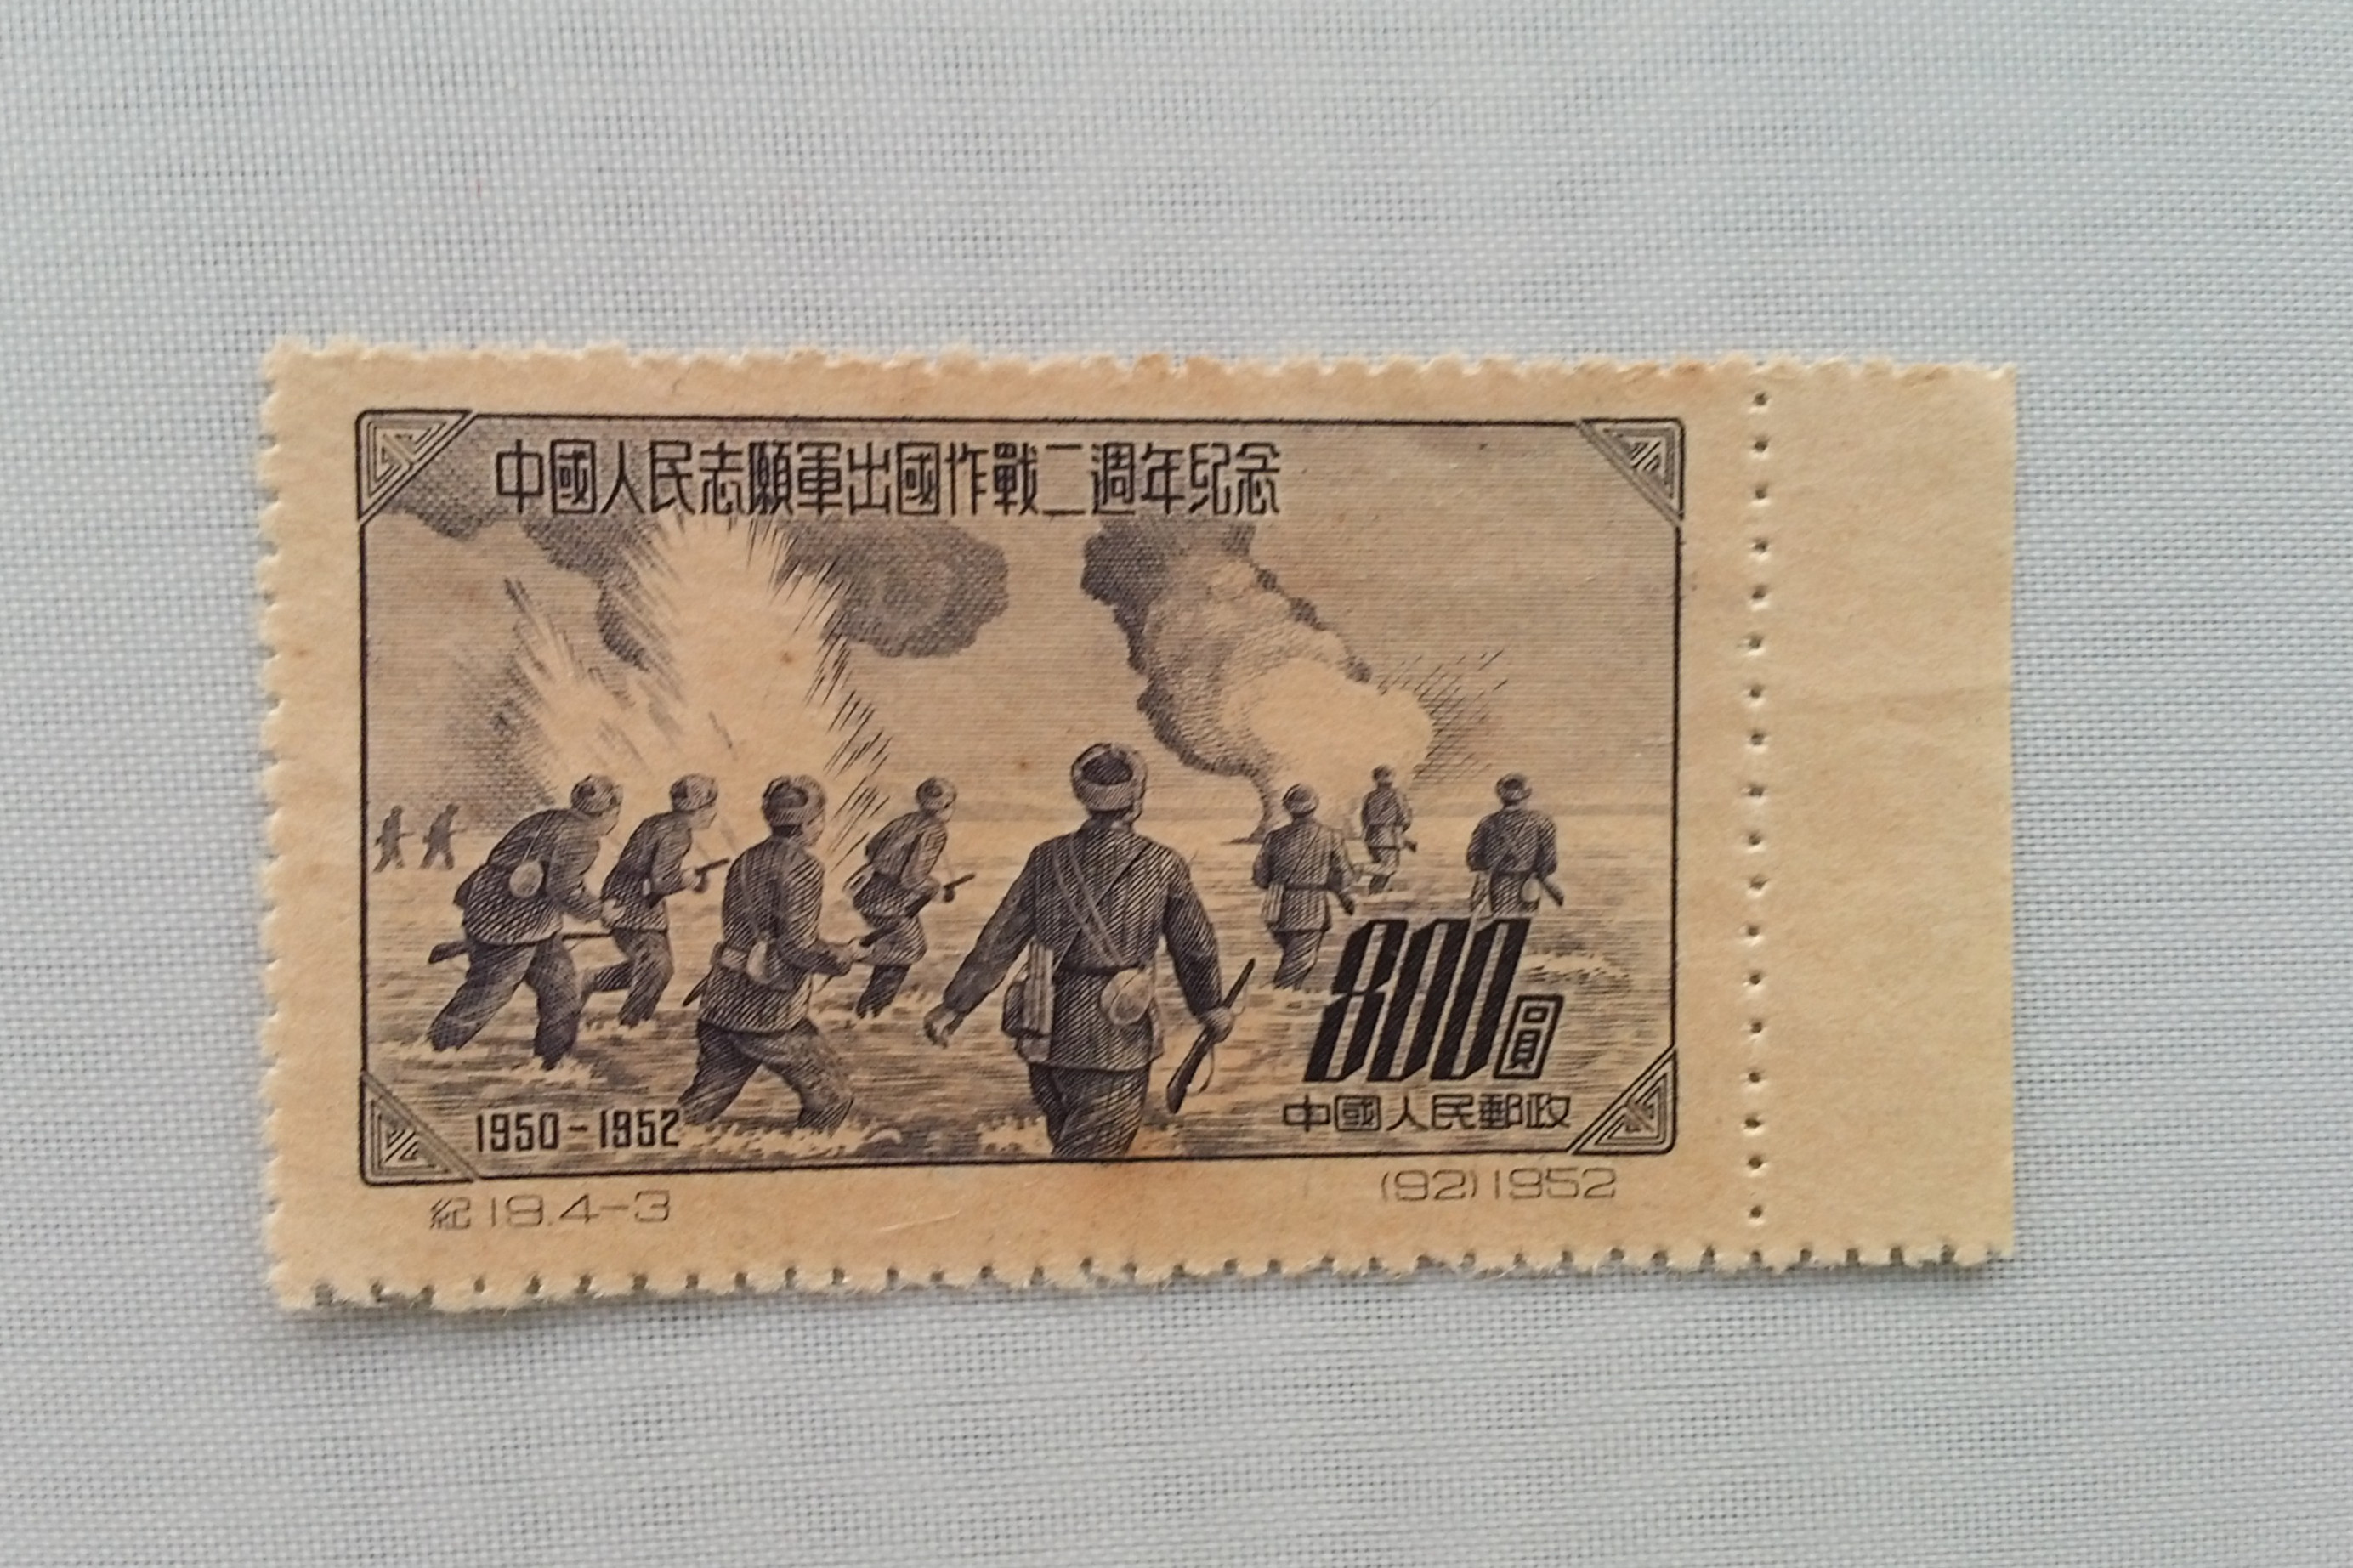 中國人民志願軍出國作戰二週年紀念
800圓
1950-1952
中國人民郵政
紀19.4-3
(92)1952